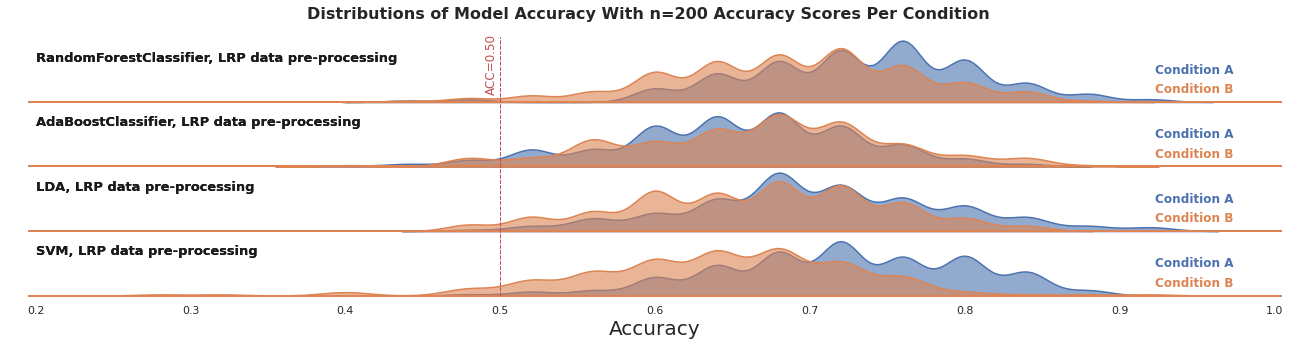 Distributions of Model Accuracy With n=200 Accuracy Scores Per Condition
ACC=0.50
RandomForestClassifier, LRP data pre-processing
Condition A
Condition B
AdaBoostClassifier, LRP data pre-processing
Condition A
Condition B
LDA, LRP data pre-processing
Condition A
Condition B
SVM, LRP data pre-processing
Condition A
Condition B
0.2 0.3 0.4 0.5 0.6 0.7 0.8 0.9 1.0
Accuracy